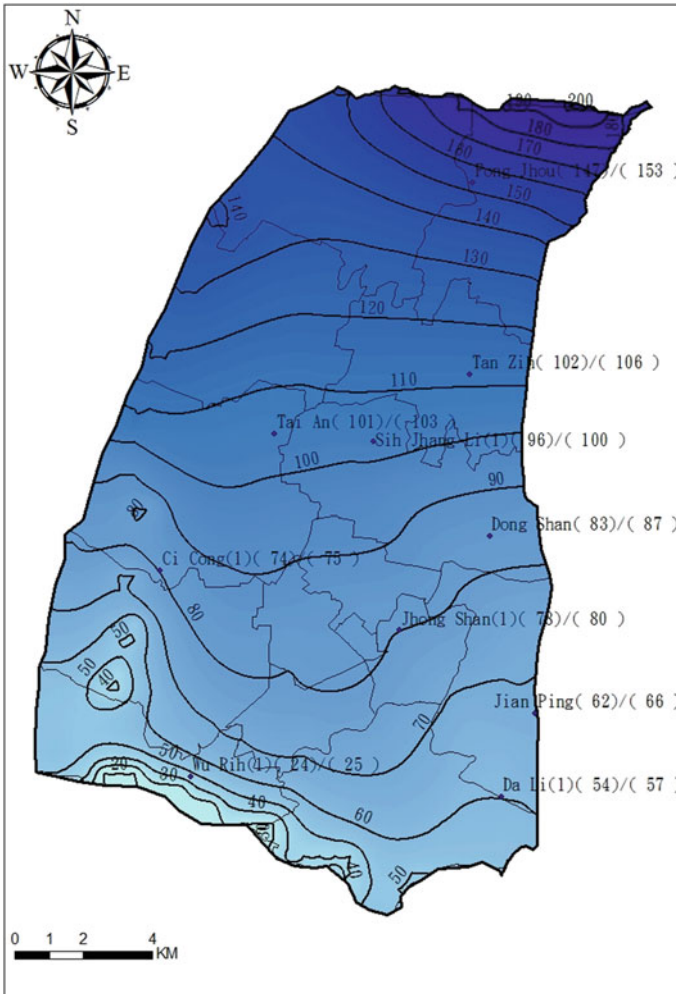 N
W E
S
190 200
180 180
170
160
Fong Jhou( 147)/( 153 )
150
140
140
130
120
Tan Zih( 102)/( 106 )
110
Tai An( 101)/( 103 )
Sih Jhang Li(1)( 96)/( 100 )
100
90
80
Dong Shan( 83)/( 87 )
Ci Cong(1)( 74)/( 75 )
80
Jhong Shan(1)( 78)/( 80 )
50
50
40
Jian Ping( 62)/( 66 )
70
50
Wu Rih(1)( 24)/( 25 )
20
30
Da Li(1)( 54)/( 57 )
40
60
40
50
0 1 2 4
KM